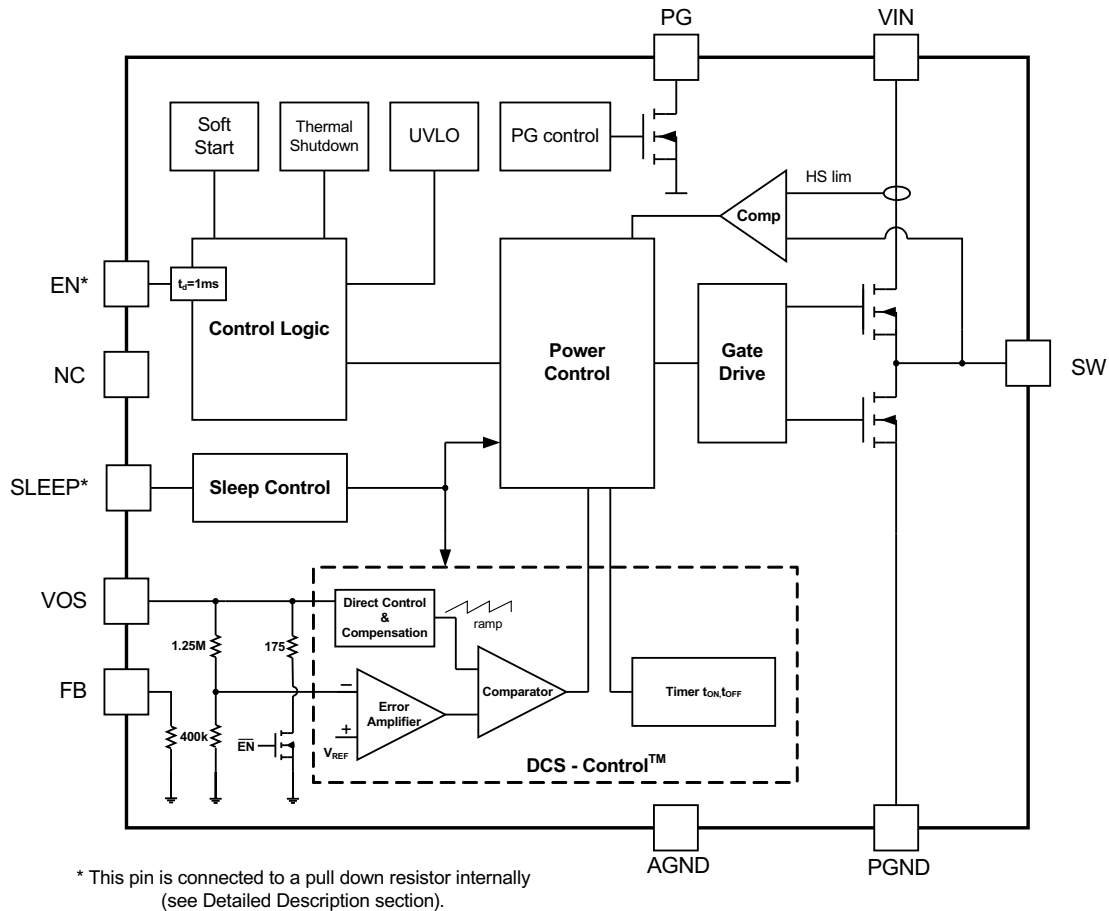 PG
VIN
Soft
Start
Thermal
Shutdown
UVLO
PG control
HS lim
Comp
EN*
td=1ms
Control Logic
Power
Control
Gate
Drive
NC
SW
SLEEP*
Sleep Control
VOS
Direct Control
&
Compensation
ramp
1.25M
175
FB
Error
Amplifier
–
+
VREF
Comparator
Timer tON,tOFF
400k
EN
DCS - Control™
AGND
PGND
* This pin is connected to a pull down resistor internally
(see Detailed Description section).